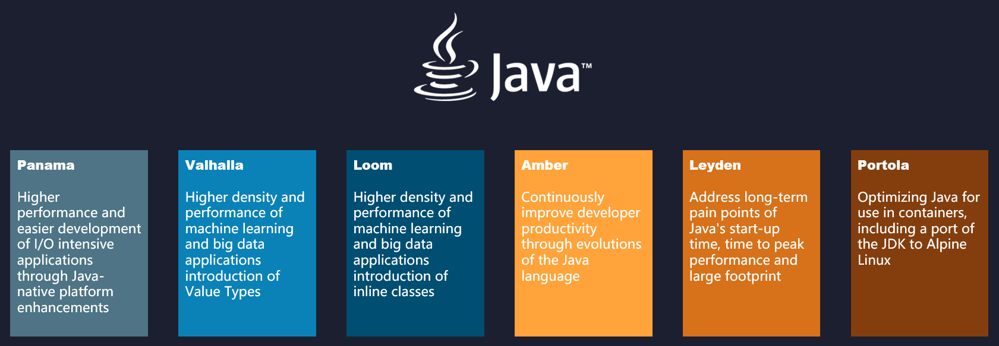 Java™
Panama
Higher
performance and
easier development
of I/O intensive
applications
through Java-
native platform
enhancements
Valhalla
Higher density and
performance of
machine learning
and big data
applications
introduction of
Value Types
Loom
Higher density and
performance of
machine learning
and big data
applications
introduction of
inline classes
Amber
Continuously
improve developer
productivity
through evolutions
of the Java
language
Leyden
Address long-term
pain points of
Java's start-up
time, time to peak
performance and
large footprint
Portola
Optimizing Java for
use in containers,
including a port of
the JDK to Alpine
Linux